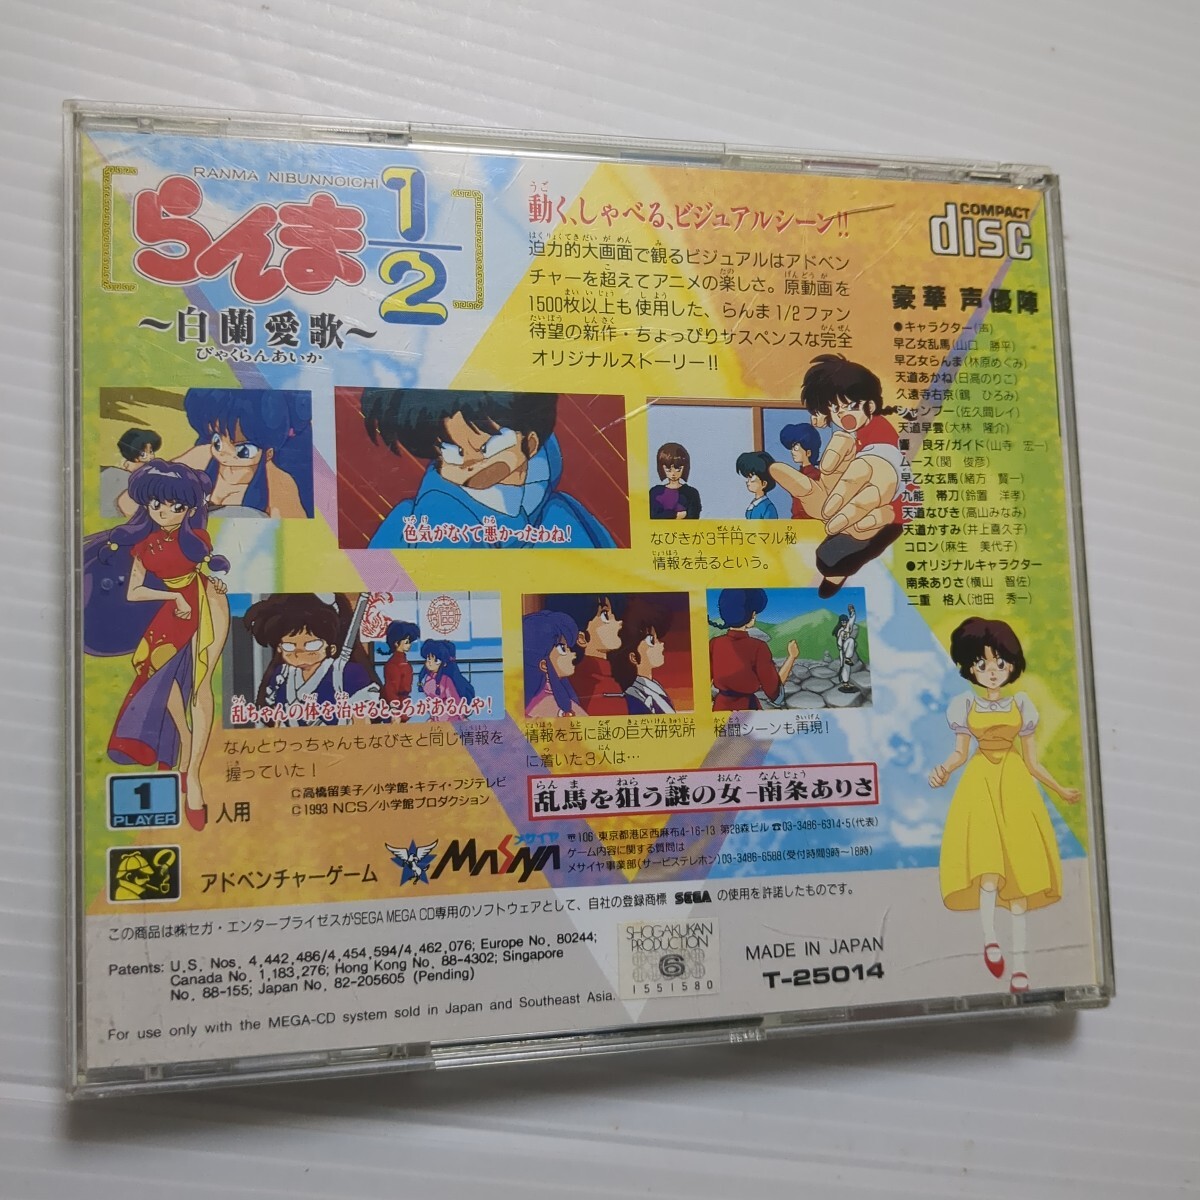 RANMA NIBUNNOICHI
らんま1/2
～白蘭愛歌～
びゃくらんあいか
動く、しゃべる、ビジュアルシーン!!
迫力的大画面で観るビジュアルはアドベン
チャーを超えてアニメの楽しさ。原動画を
1500枚以上も使用した、らんま1/2ファン
待望の新作・ちょっぴりサスペンスな完全
オリジナルストーリー!!
COMPACT
disc
豪華 声優陣
●キャラクター(声)
早乙女乱馬(山口 勝平)
早乙女らんま(林原めぐみ)
天道あかね(日高のり子)
久遠寺右京(鶴 ひろみ)
シャンプー(佐久間レイ)
天道早雲(大林 隆介)
響 良牙/ガイド(山寺 宏一)
ムース(関 俊彦)
早乙女玄馬(緒方 賢一)
九能 帯刀(鈴置 洋孝)
天道なびき(高山みなみ)
天道かすみ(井上喜久子)
コロン(麻生 美代子)
●オリジナルキャラクター
南条ありさ(横山 智佐)
二重 格人(池田 秀一)
色気がなくて悪かったわね!
なびきが3千円でマル秘
情報を売るという。
乱ちゃんの体を治せるところがあるんや!
なんとウっちゃんもなびきと同じ情報を
握っていた!
情報を元に謎の巨大研究所
に着いた3人は…
格闘シーンも再現!
乱馬を狙う謎の女–南条ありさ
1
PLAYER
1人用
©高橋留美子/小学館・キティ・フジテレビ
©1993 NCS/小学館プロダクション
アドベンチャーゲーム
メサイヤ
MASAYA
〒106 東京都港区西麻布4-16-13 第28森ビル ☎03-3486-6314・5(代表)
ゲーム内容に関する質問は
メサイヤ事業部(サービステレホン)03-3486-6588(受付時間9時～18時)
この商品は㈱セガ・エンタープライゼスがSEGA MEGA CD専用のソフトウェアとして、自社の登録商標 SEGA の使用を許諾したものです。
Patents: U.S. Nos. 4,442,486/4,454,594/4,462,076; Europe No. 80244;
Canada No. 1,183,276; Hong Kong No. 88-4302; Singapore
No. 88-155; Japan No. 82-205605 (Pending)
For use only with the MEGA-CD system sold in Japan and Southeast Asia.
SHOGAKUKAN
PRODUCTION
6
1551580
MADE IN JAPAN
T-25014